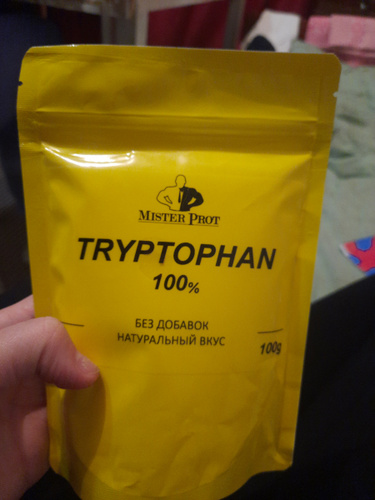 MISTER PROT
TRYPTOPHAN
100%
БЕЗ ДОБАВОК
НАТУРАЛЬНЫЙ ВКУС
100g